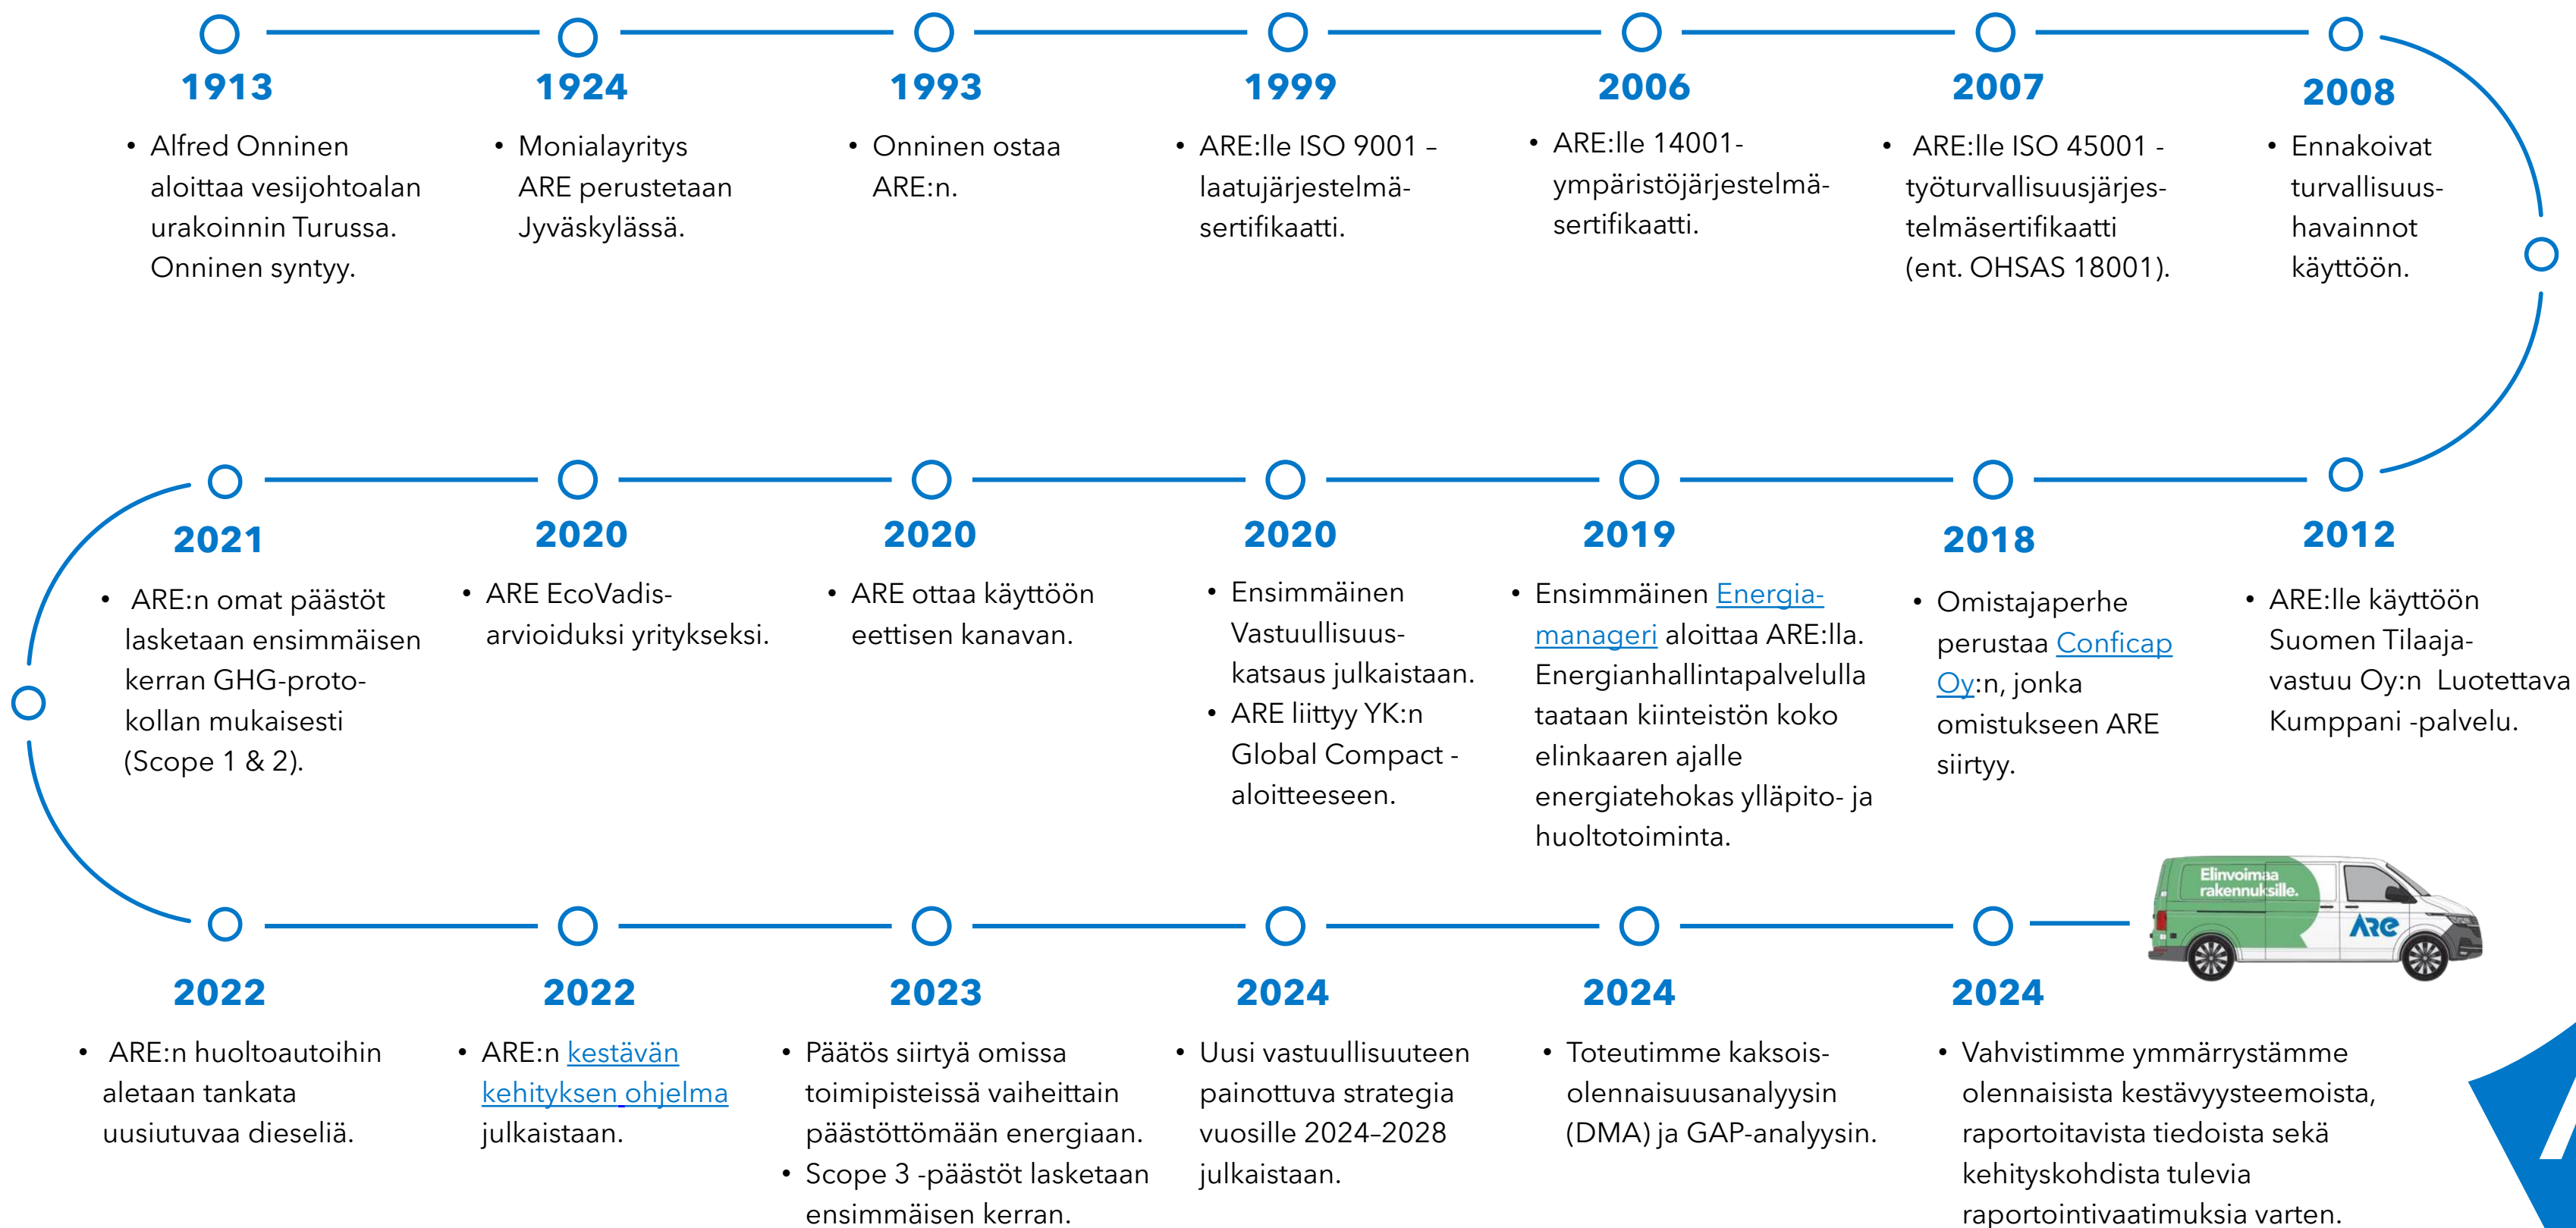 1913
• Alfred Onninen
aloittaa vesijohtoalan
urakoinnin Turussa.
Onninen syntyy.
1924
• Monialayritys
ARE perustetaan
Jyväskylässä.
1993
• Onninen ostaa
ARE:n.
1999
• ARE:lle ISO 9001 –
laatujärjestelmä-
sertifikaatti.
2006
• ARE:lle 14001-
ympäristöjärjestelmä-
sertifikaatti.
2007
• ARE:lle ISO 45001 -
työturvallisuusjärjes-
telmäsertifikaatti
(ent. OHSAS 18001).
2008
• Ennakoivat
turvallisuus-
havainnot
käyttöön.
2012
• ARE:lle käyttöön
Suomen Tilaaja-
vastuu Oy:n Luotettava
Kumppani -palvelu.
2018
• Omistajaperhe
perustaa Conficap
Oy:n, jonka
omistukseen ARE
siirtyy.
2019
• Ensimmäinen Energia-
manageri aloittaa ARE:lla.
Energianhallintapalvelulla
taataan kiinteistön koko
elinkaaren ajalle
energiatehokas ylläpito- ja
huoltotoiminta.
2020
• Ensimmäinen
Vastuullisuus-
katsaus julkaistaan.
• ARE liittyy YK:n
Global Compact -
aloitteeseen.
2020
• ARE ottaa käyttöön
eettisen kanavan.
2020
• ARE EcoVadis-
arvioiduksi yritykseksi.
2021
• ARE:n omat päästöt
lasketaan ensimmäisen
kerran GHG-proto-
kollan mukaisesti
(Scope 1 & 2).
2022
• ARE:n huoltoautoihin
aletaan tankata
uusiutuvaa dieseliä.
2022
• ARE:n kestävän
kehityksen ohjelma
julkaistaan.
2023
• Päätös siirtyä omissa
toimipisteissä vaiheittain
päästöttömään energiaan.
• Scope 3 -päästöt lasketaan
ensimmäisen kerran.
2024
• Uusi vastuullisuuteen
painottuva strategia
vuosille 2024–2028
julkaistaan.
2024
• Toteutimme kaksois-
olennaisuusanalyysin
(DMA) ja GAP-analyysin.
2024
• Vahvistimme ymmärrystämme
olennaisista kestävyysteemoista,
raportoitavista tiedoista sekä
kehityskohdista tulevia
raportointivaatimuksia varten.
Elinvoimaa
rakennuksille.
Are